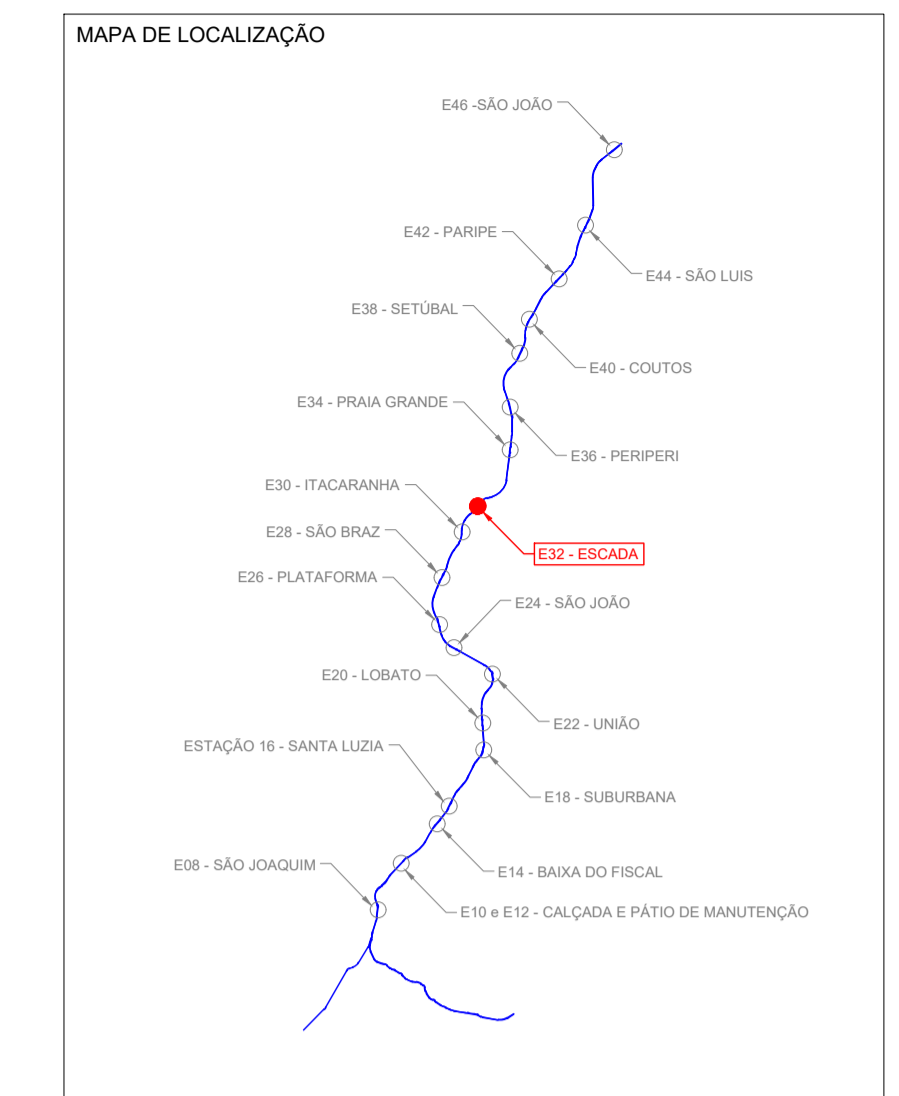 MAPA DE LOCALIZAÇÃO
E46 -SÃO JOÃO
E42 - PARIPE
E44 - SÃO LUIS
E38 - SETÚBAL
E40 - COUTOS
E34 - PRAIA GRANDE
E36 - PERIPERI
E30 - ITACARANHA
E28 - SÃO BRAZ
E32 - ESCADA
E26 - PLATAFORMA
E24 - SÃO JOÃO
E20 - LOBATO
E22 - UNIÃO
ESTAÇÃO 16 - SANTA LUZIA
E18 - SUBURBANA
E08 - SÃO JOAQUIM
E14 - BAIXA DO FISCAL
E10 e E12 - CALÇADA E PÁTIO DE MANUTENÇÃO